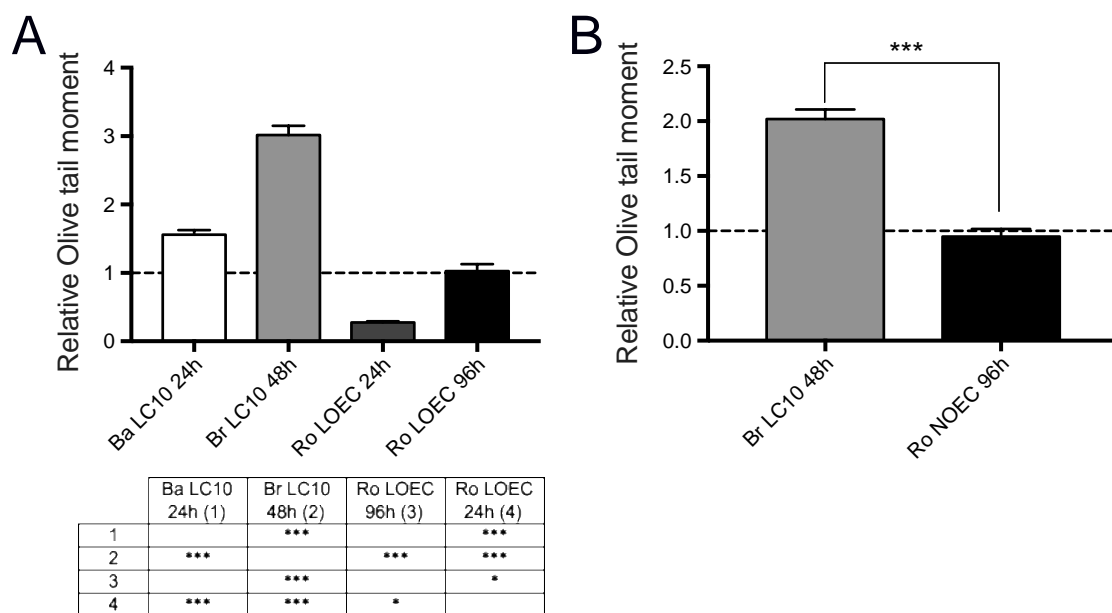 A
Relative Olive tail moment
4
3
2
1
0
Ba LC10 24h
Br LC10 48h
Ro LOEC 24h
Ro LOEC 96h
Ba LC10 24h (1) Br LC10 48h (2) Ro LOEC 96h (3) Ro LOEC 24h (4)
1 *** ***
2 *** *** ***
3 *** *
4 *** *** *
B
Relative Olive tail moment
***
2.5
2.0
1.5
1.0
0.5
0.0
Br LC10 48h
Ro NOEC 96h